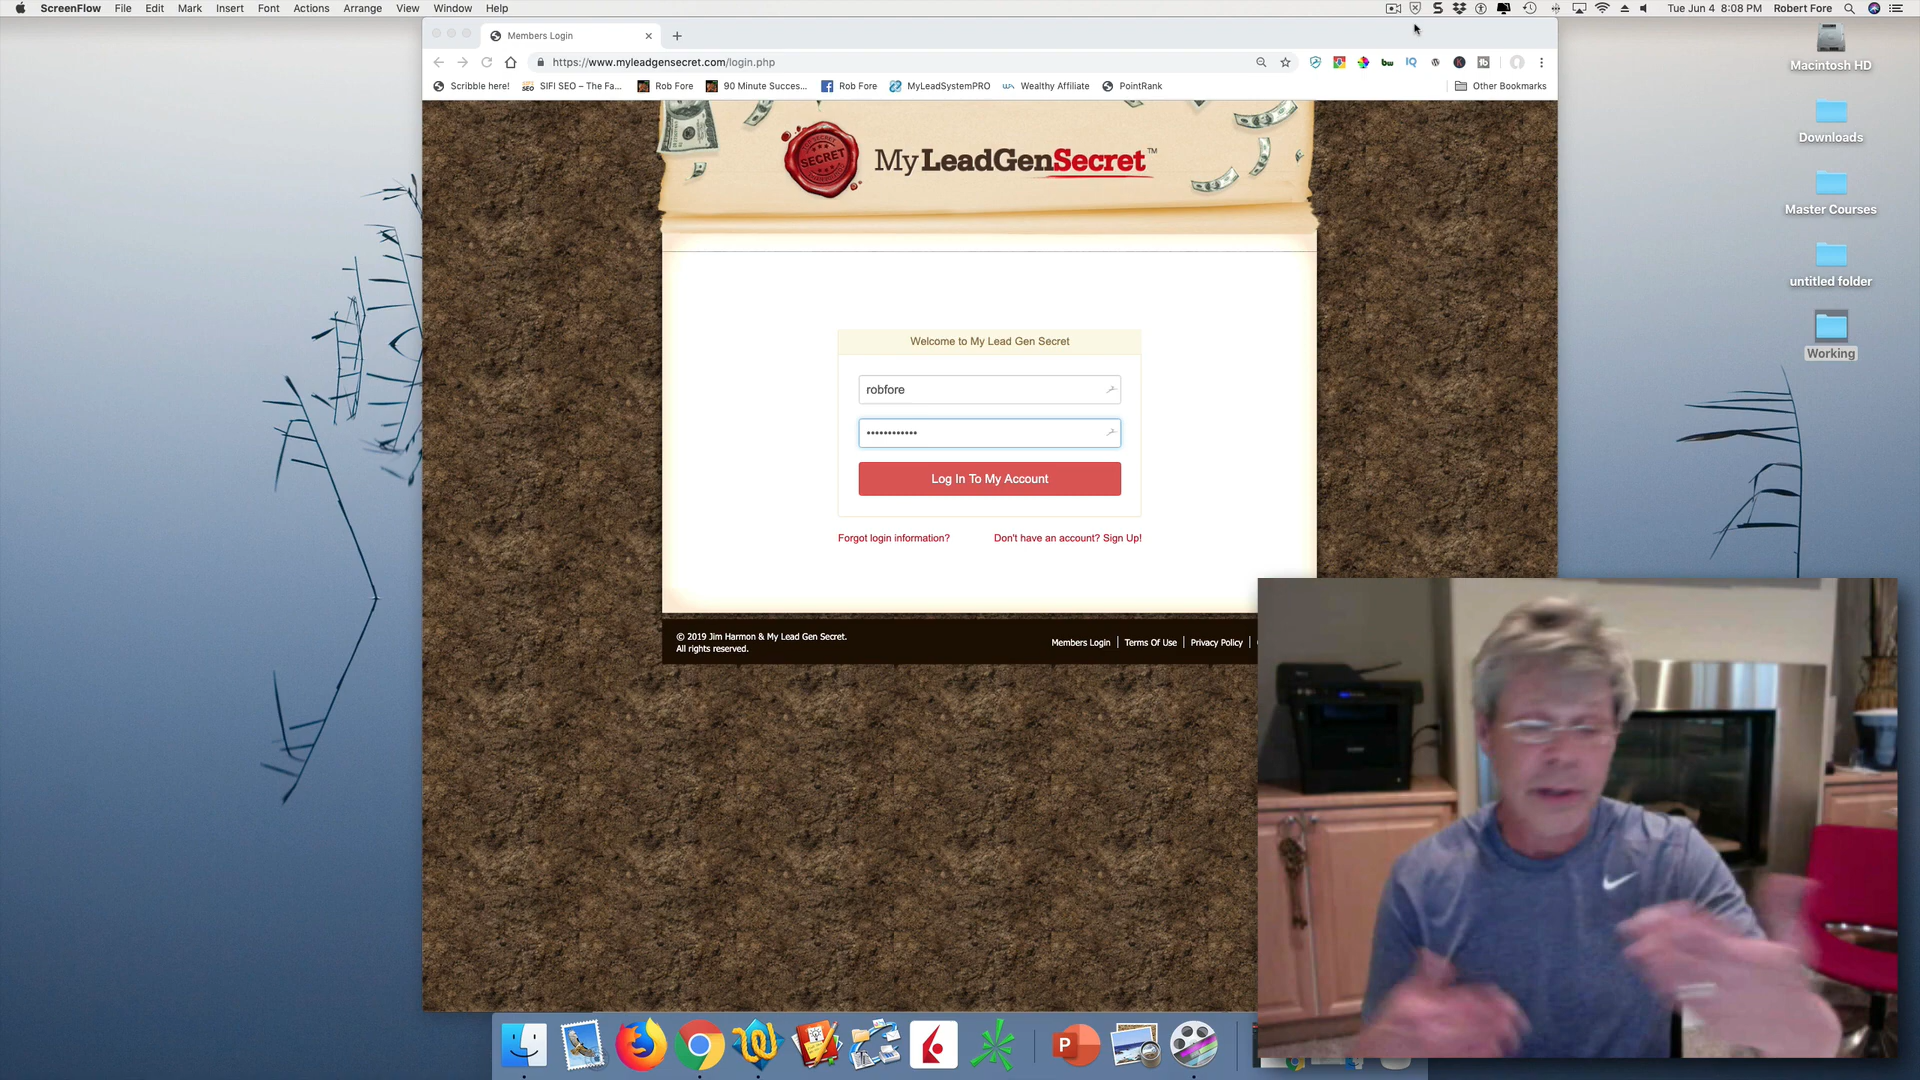 ScreenFlow File Edit Mark Insert Font Actions Arrange View Window Help Tue Jun 4 8:08 PM Robert Fore
Members Login
https://www.myleadgensecret.com/login.php
Scribble here! SIFI SEO – The Fa... Rob Fore 90 Minute Succes... Rob Fore MyLeadSystemPRO Wealthy Affiliate PointRank Other Bookmarks
Macintosh HD
Downloads
Master Courses
untitled folder
Working
SECRET
My LeadGenSecret™
Welcome to My Lead Gen Secret
robfore
••••••••••••
Log In To My Account
Forgot login information? Don't have an account? Sign Up!
© 2019 Jim Harmon & My Lead Gen Secret.
All rights reserved.
Members Login | Terms Of Use | Privacy Policy |